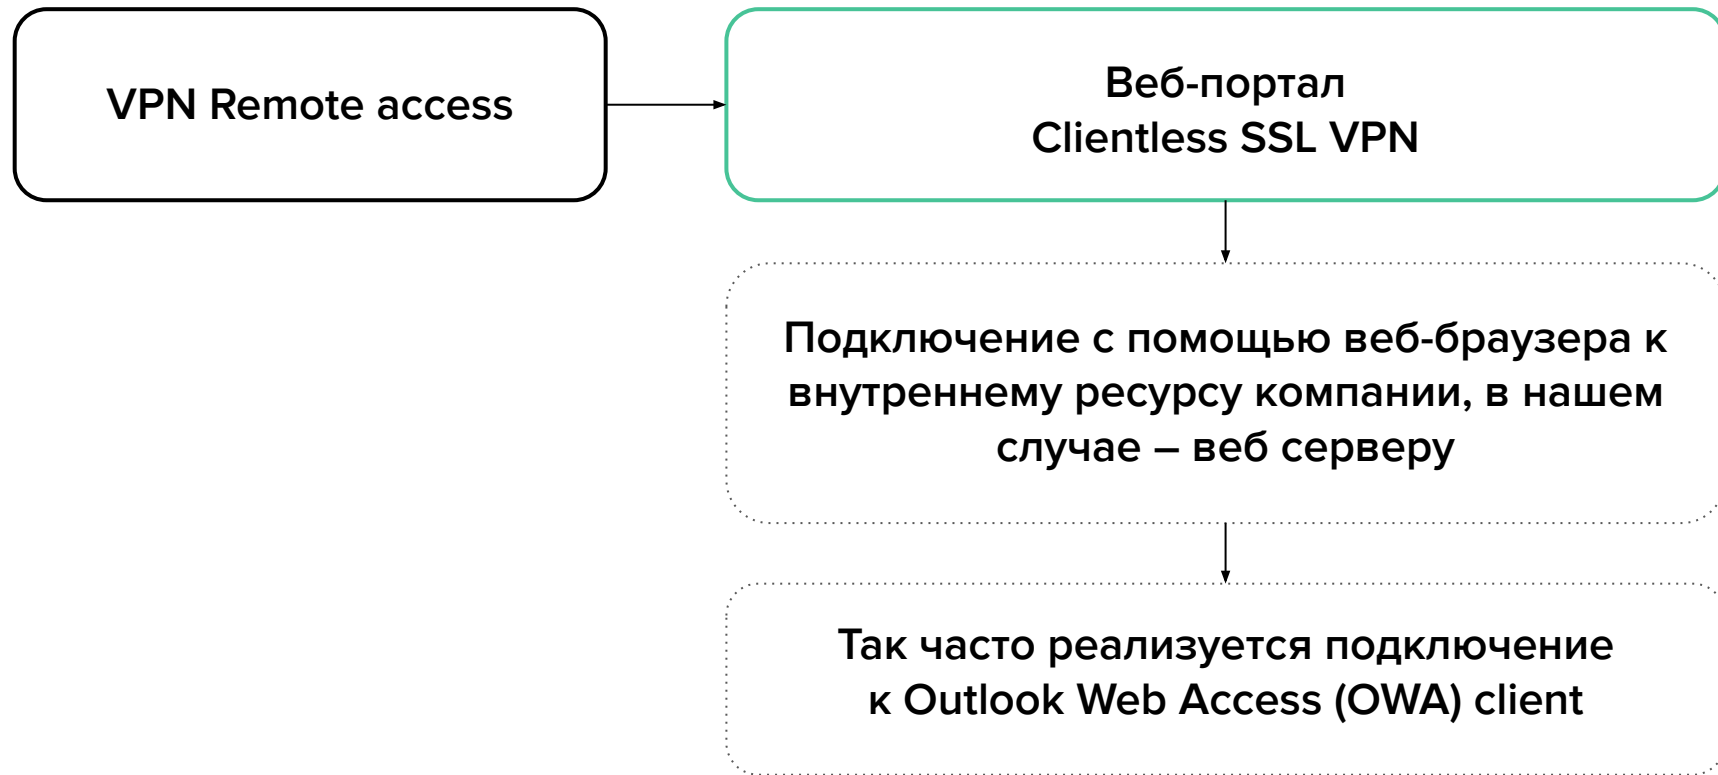 VPN Remote access
Веб-портал
Clientless SSL VPN
Подключение с помощью веб-браузера к
внутреннему ресурсу компании, в нашем
случае – веб серверу
Так часто реализуется подключение
к Outlook Web Access (OWA) client